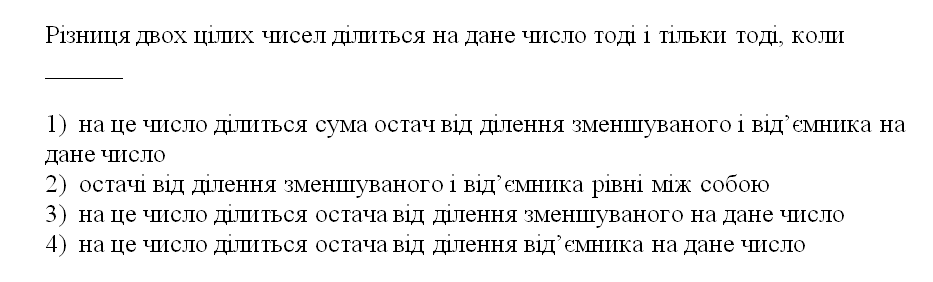 Різниця двох цілих чисел ділиться на дане число тоді і тільки тоді, коли
______
1) на це число ділиться сума остач від ділення зменшуваного і від’ємника на
дане число
2) остачі від ділення зменшуваного і від’ємника рівні між собою
3) на це число ділиться остача від ділення зменшуваного на дане число
4) на це число ділиться остача від ділення від’ємника на дане число